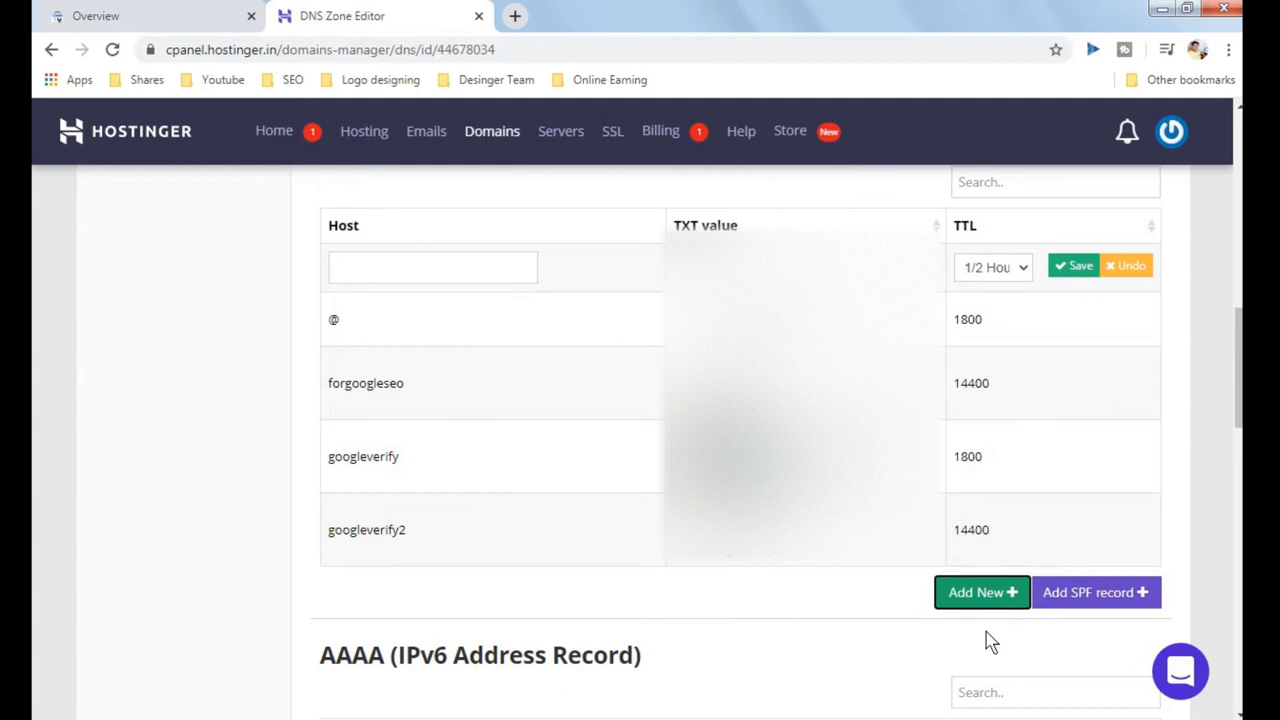 Overview
DNS Zone Editor
cpanel.hostinger.in/domains-manager/dns/id/44678034
Apps Shares Youtube SEO Logo designing Desinger Team Online Earning Other bookmarks
HOSTINGER Home 1 Hosting Emails Domains Servers SSL Billing 1 Help Store New
Search..
Host TXT value TTL
1/2 Hou Save Undo
@ 1800
forgoogleseo 14400
googleverify 1800
googleverify2 14400
Add New Add SPF record
AAAA (IPv6 Address Record)
Search..